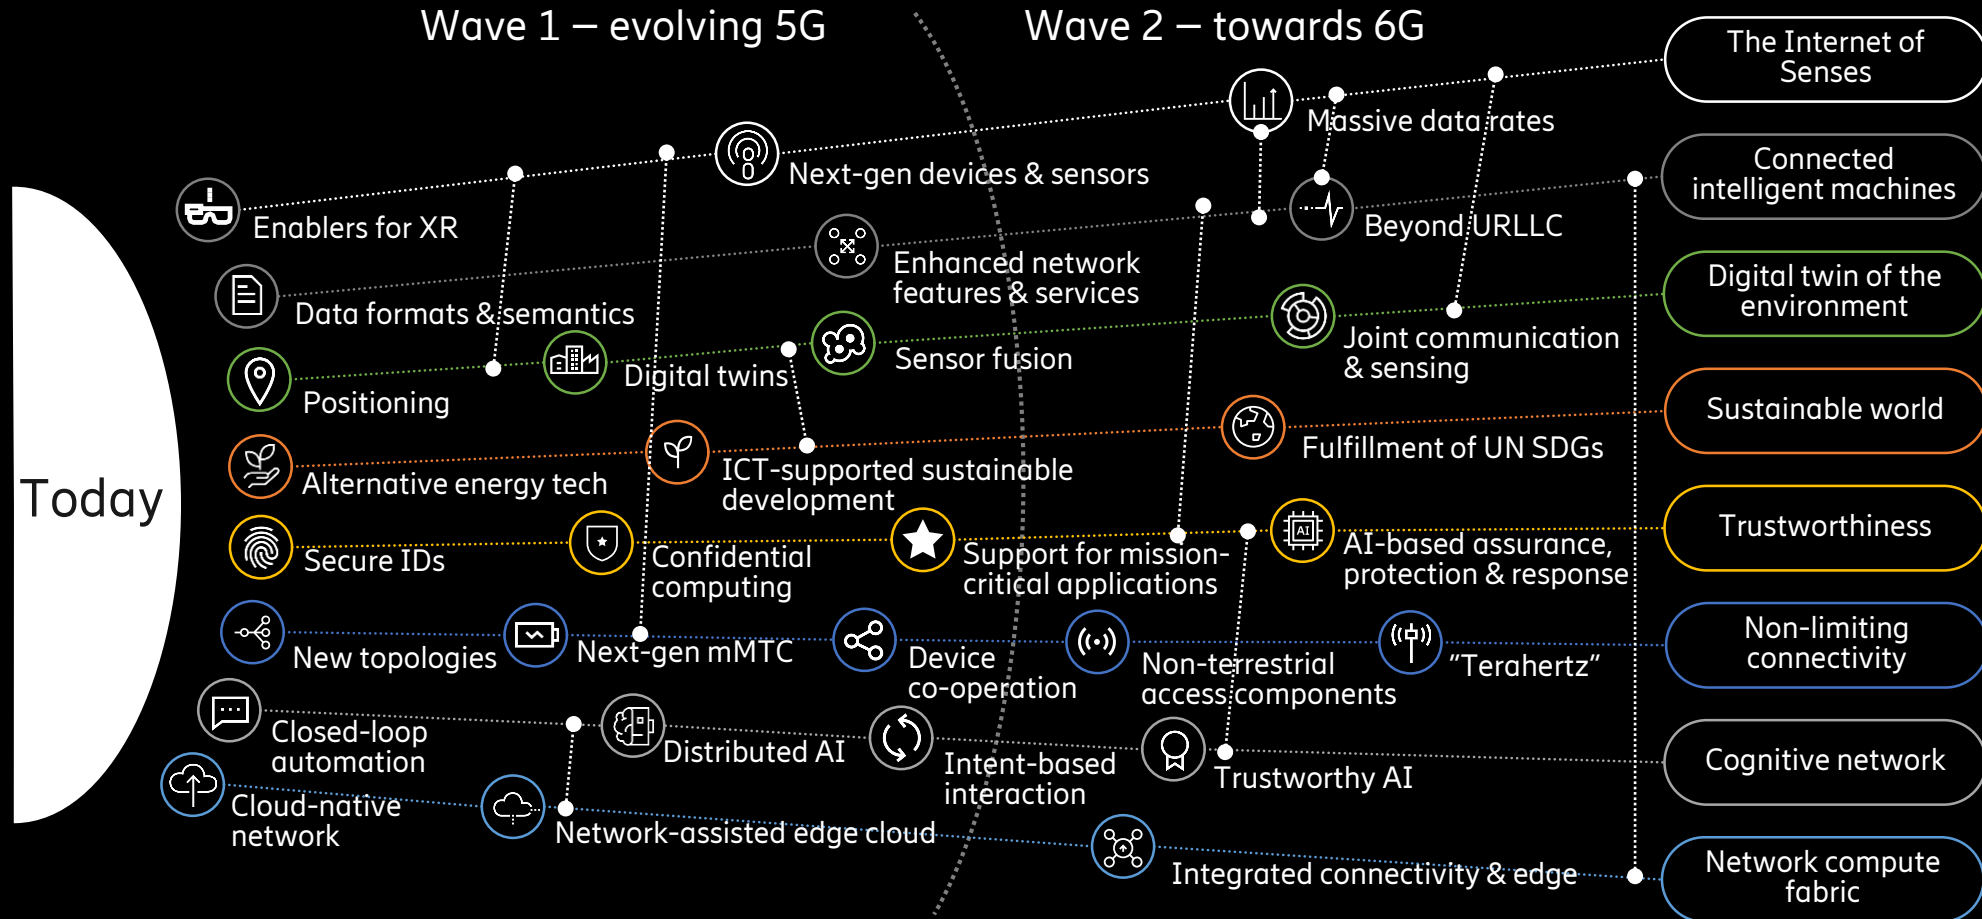 Wave 1 – evolving 5G
Wave 2 – towards 6G
The Internet of
Senses
Massive data rates
Next-gen devices & sensors
Enablers for XR
Connected
intelligent machines
Beyond URLLC
Enhanced network
features & services
Data formats & semantics
Digital twin of the
environment
Joint communication
& sensing
Sensor fusion
Digital twins
Positioning
Sustainable world
Fulfillment of UN SDGs
ICT-supported sustainable
development
Alternative energy tech
Today
Trustworthiness
AI
AI-based assurance,
protection & response
Support for mission-
critical applications
Confidential
computing
Secure IDs
Non-limiting
connectivity
"Terahertz"
Non-terrestrial
access components
Device
co-operation
Next-gen mMTC
New topologies
Cognitive network
Trustworthy AI
Intent-based
interaction
Distributed AI
Closed-loop
automation
Cloud-native
network
Network-assisted edge cloud
Integrated connectivity & edge
Network compute
fabric